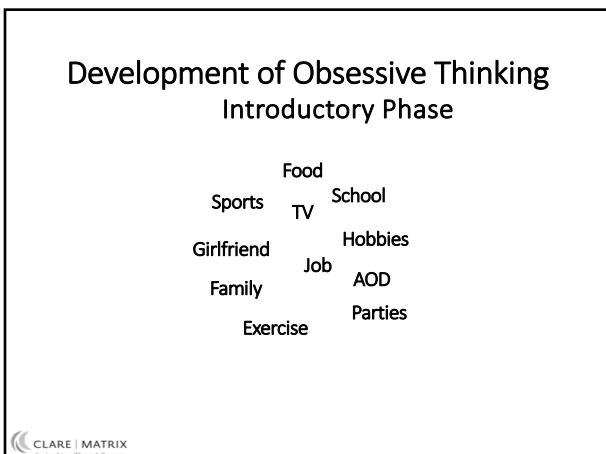 Development of Obsessive Thinking
Introductory Phase
Food
Sports
TV
School
Girlfriend
Hobbies
Job
AOD
Family
Parties
Exercise
CLARE | MATRIX